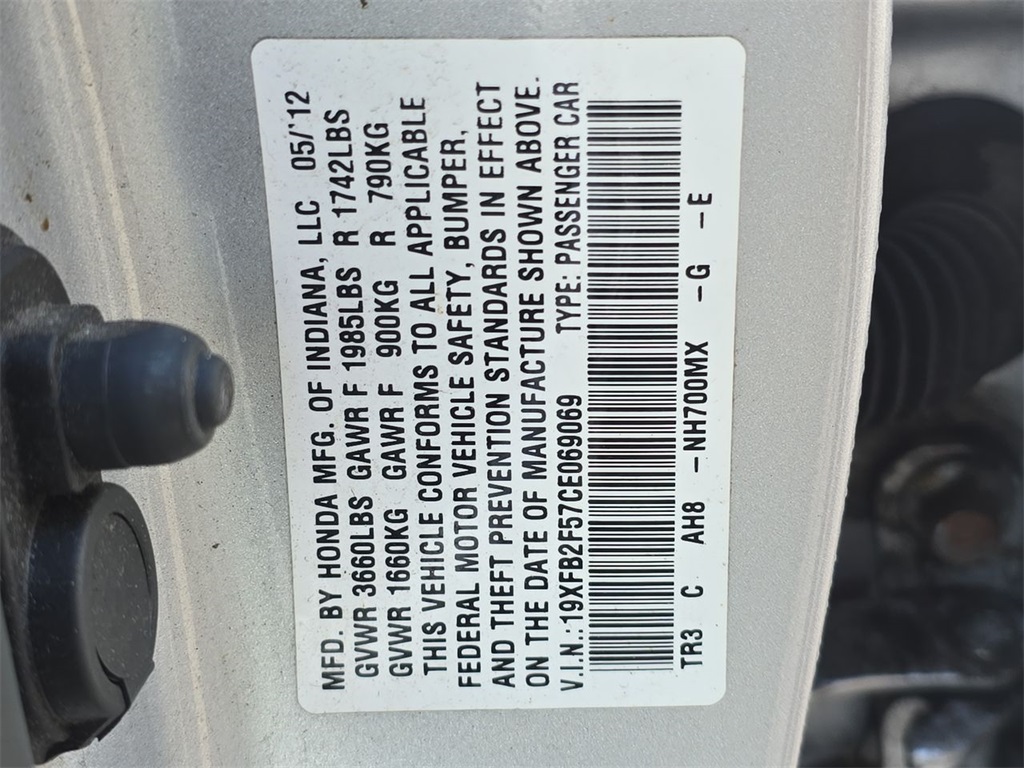 MFD. BY HONDA MFG. OF INDIANA, LLC 05/'12
GVWR 3660LBS GAWR F 1985LBS R 1742LBS
GVWR 1660KG GAWR F 900KG R 790KG
THIS VEHICLE CONFORMS TO ALL APPLICABLE
FEDERAL MOTOR VEHICLE SAFETY, BUMPER,
AND THEFT PREVENTION STANDARDS IN EFFECT
ON THE DATE OF MANUFACTURE SHOWN ABOVE.
V.I.N.:19XFB2F57CE069069 TYPE: PASSENGER CAR
TR3 C AH8 -NH700MX -G -E